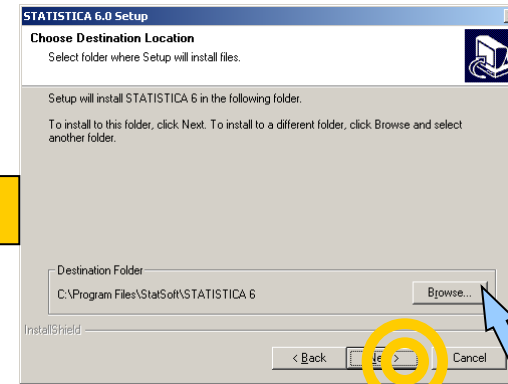 STATISTICA 6.0 Setup
Choose Destination Location
Select folder where Setup will install files.
Setup will install STATISTICA 6 in the following folder.
To install to this folder, click Next. To install to a different folder, click Browse and select
another folder.
Destination Folder
C:\Program Files\StatSoft\STATISTICA 6
Browse...
InstallShield
< Back
Next >
Cancel